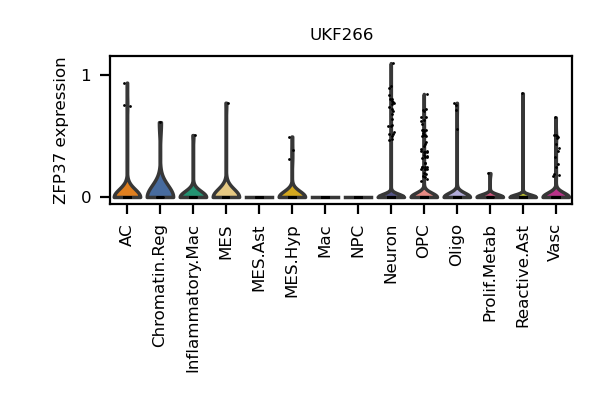 UKF266
ZFP37 expression
1
0
AC
Chromatin.Reg
Inflammatory.Mac
MES
MES.Ast
MES.Hyp
Mac
NPC
Neuron
OPC
Oligo
Prolif.Metab
Reactive.Ast
Vasc